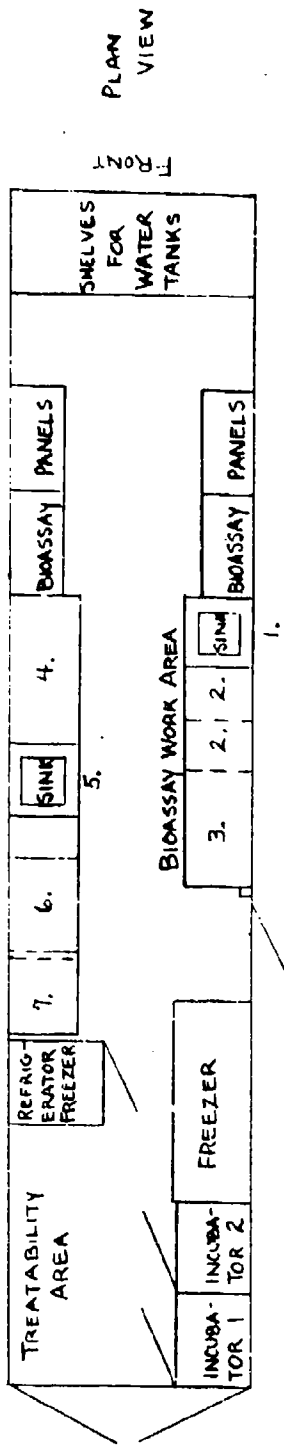 PLAN
VIEW
FRONT
SHELVES
FOR
WATER
TANKS
BIOASSAY PANELS
4.
SINK
5.
6.
7.
REFRIG-
ERATOR
FREEZER
TREATABILITY
AREA
BIOASSAY WORK AREA
BIOASSAY PANELS
SINK
1.
2.
2.
3.
FREEZER
INCUBA-
TOR 2
INCUBA-
TOR 1